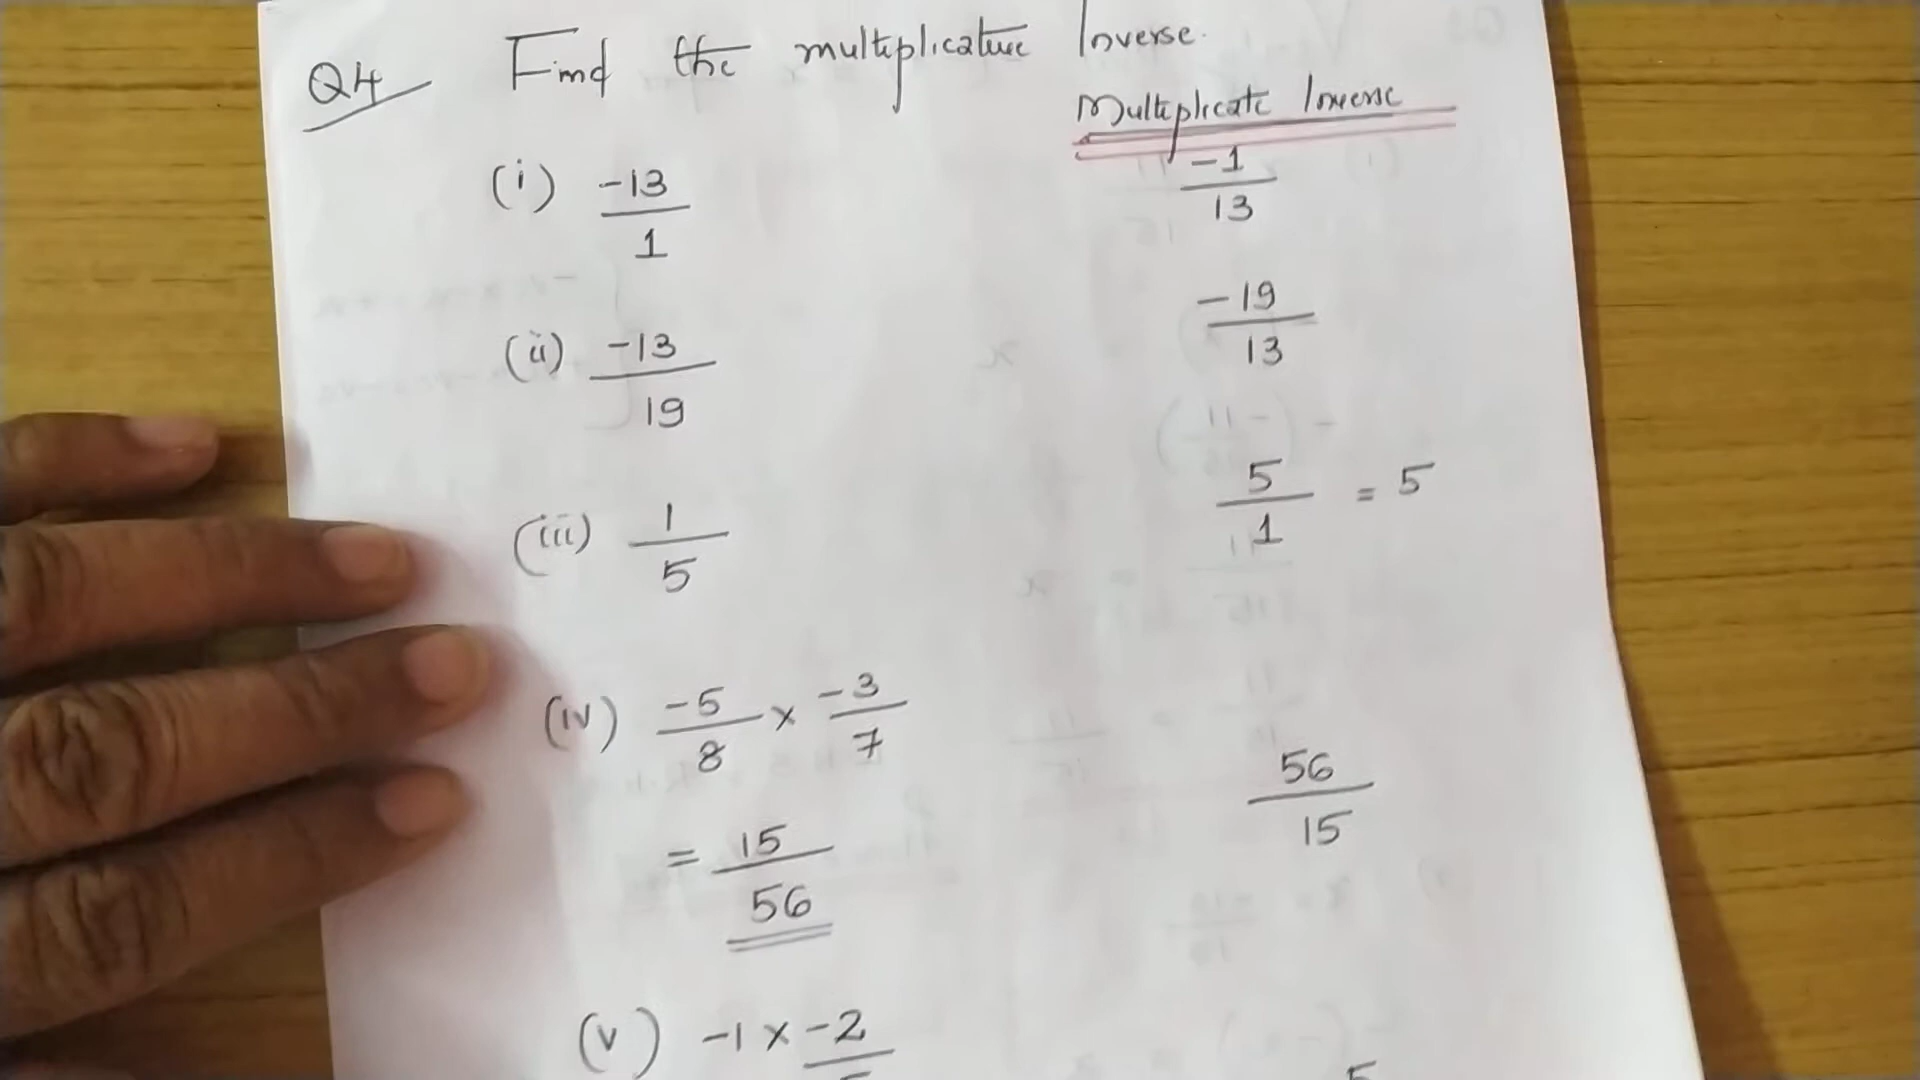 Q4 Find the multiplicative Inverse.
Multiplicate Inverse
(i) -13/1 -1/13
(ii) -13/19 -19/13
(iii) 1/5 5/1 = 5
(iv) -5/8 × -3/7
= 15/56 56/15
(v) -1 × -2